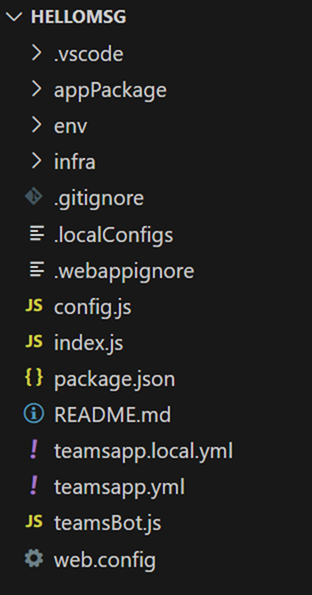 HELLOMSG
.vscode
appPackage
env
infra
.gitignore
.localConfigs
.webappignore
JS config.js
JS index.js
{ } package.json
README.md
! teamsapp.local.yml
! teamsapp.yml
JS teamsBot.js
web.config